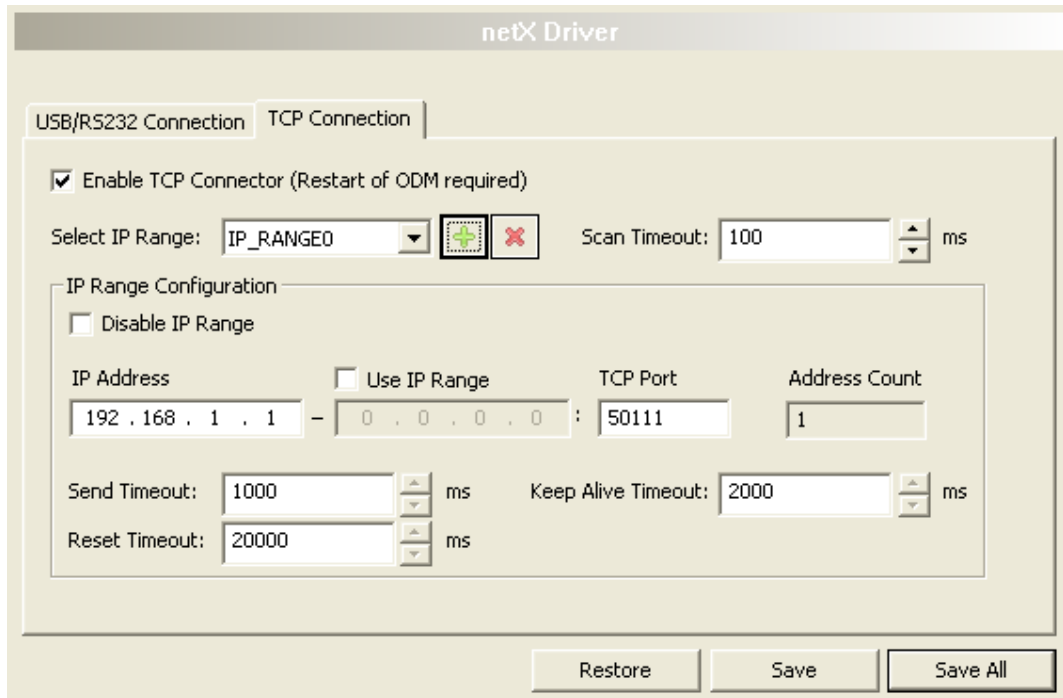 netX Driver
USB/RS232 Connection TCP Connection
Enable TCP Connector (Restart of ODM required)
Select IP Range: IP_RANGE0 Scan Timeout: 100 ms
IP Range Configuration
Disable IP Range
IP Address Use IP Range TCP Port Address Count
192 . 168 . 1 . 1 – 0 . 0 . 0 . 0 : 50111 1
Send Timeout: 1000 ms Keep Alive Timeout: 2000 ms
Reset Timeout: 20000 ms
Restore Save Save All